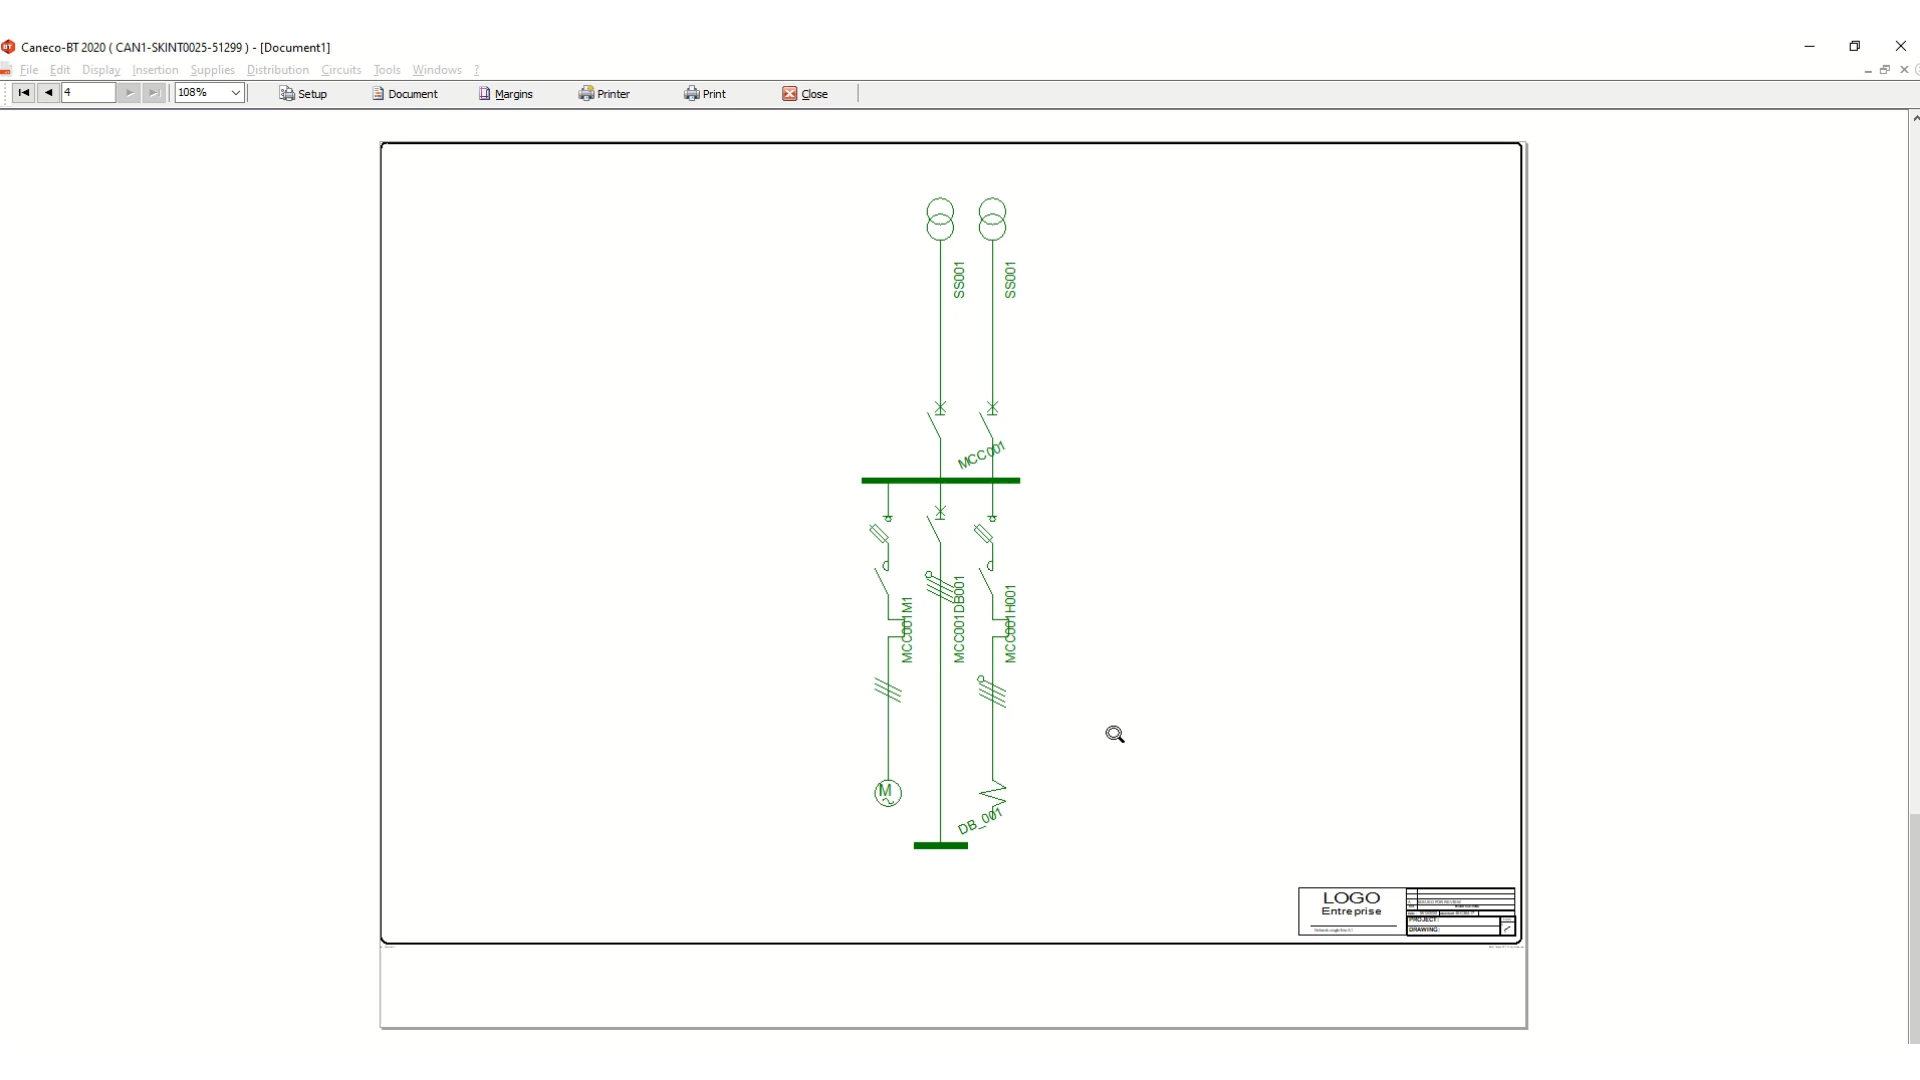 Caneco-BT 2020 ( CAN1-SKINT0025-51299 ) - [Document1]
File Edit Display Insertion Supplies Distribution Circuits Tools Windows ?
4 108% Setup Document Margins Printer Print Close
SS001 SS001
MCC001
MCC001M1 MCC001DB001 MCC001H001
M
DB_001
LOGO
Entreprise
PROJECT:
DRAWING: